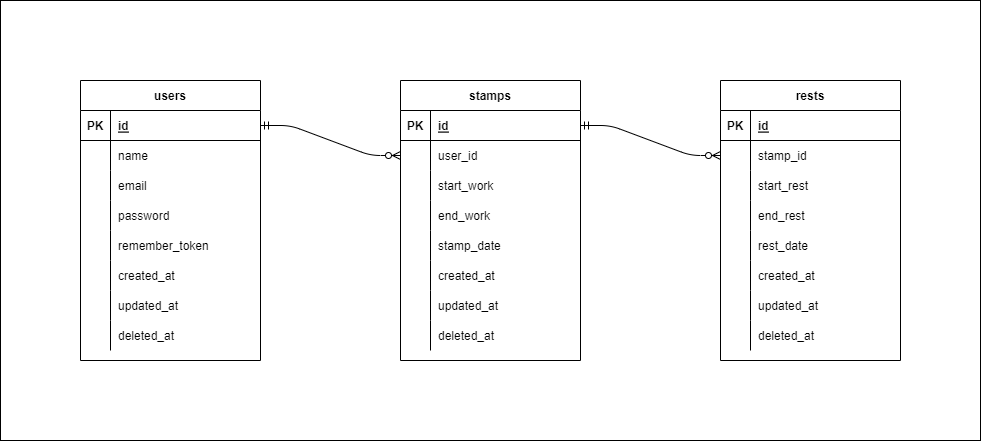 users
PK id
name
email
password
remember_token
created_at
updated_at
deleted_at
stamps
PK id
user_id
start_work
end_work
stamp_date
created_at
updated_at
deleted_at
rests
PK id
stamp_id
start_rest
end_rest
rest_date
created_at
updated_at
deleted_at